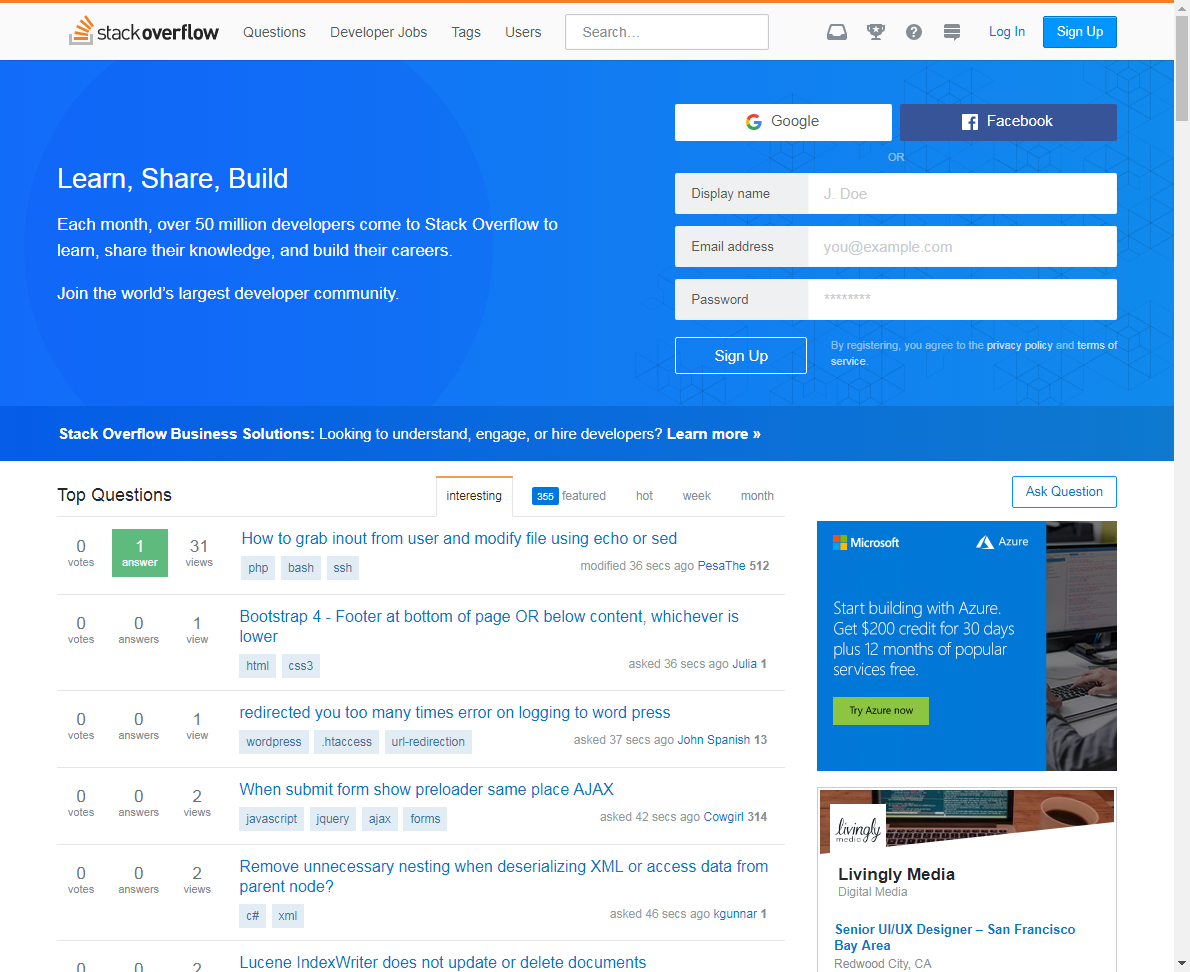 stackoverflow Questions Developer Jobs Tags Users Search... Log In Sign Up
Google Facebook
OR
Learn, Share, Build
Each month, over 50 million developers come to Stack Overflow to
learn, share their knowledge, and build their careers.
Join the world's largest developer community.
Display name J. Doe
Email address you@example.com
Password ********
Sign Up By registering, you agree to the privacy policy and terms of
service.
Stack Overflow Business Solutions: Looking to understand, engage, or hire developers? Learn more »
Top Questions interesting 355 featured hot week month
0 votes 1 answer 31 views
How to grab inout from user and modify file using echo or sed
php bash ssh
modified 36 secs ago PesaThe 512
0 votes 0 answers 1 view
Bootstrap 4 - Footer at bottom of page OR below content, whichever is
lower
html css3
asked 36 secs ago Julia 1
0 votes 0 answers 1 view
redirected you too many times error on logging to word press
wordpress .htaccess url-redirection
asked 37 secs ago John Spanish 13
0 votes 0 answers 2 views
When submit form show preloader same place AJAX
javascript jquery ajax forms
asked 42 secs ago Cowgirl 314
0 votes 0 answers 2 views
Remove unnecessary nesting when deserializing XML or access data from
parent node?
c# xml
asked 46 secs ago kgunnar 1
0 0 2
Lucene IndexWriter does not update or delete documents
Ask Question
Microsoft Azure
Start building with Azure.
Get $200 credit for 30 days
plus 12 months of popular
services free.
Try Azure now
livingly
media
Livingly Media
Digital Media
Senior UI/UX Designer – San Francisco
Bay Area
Redwood City, CA